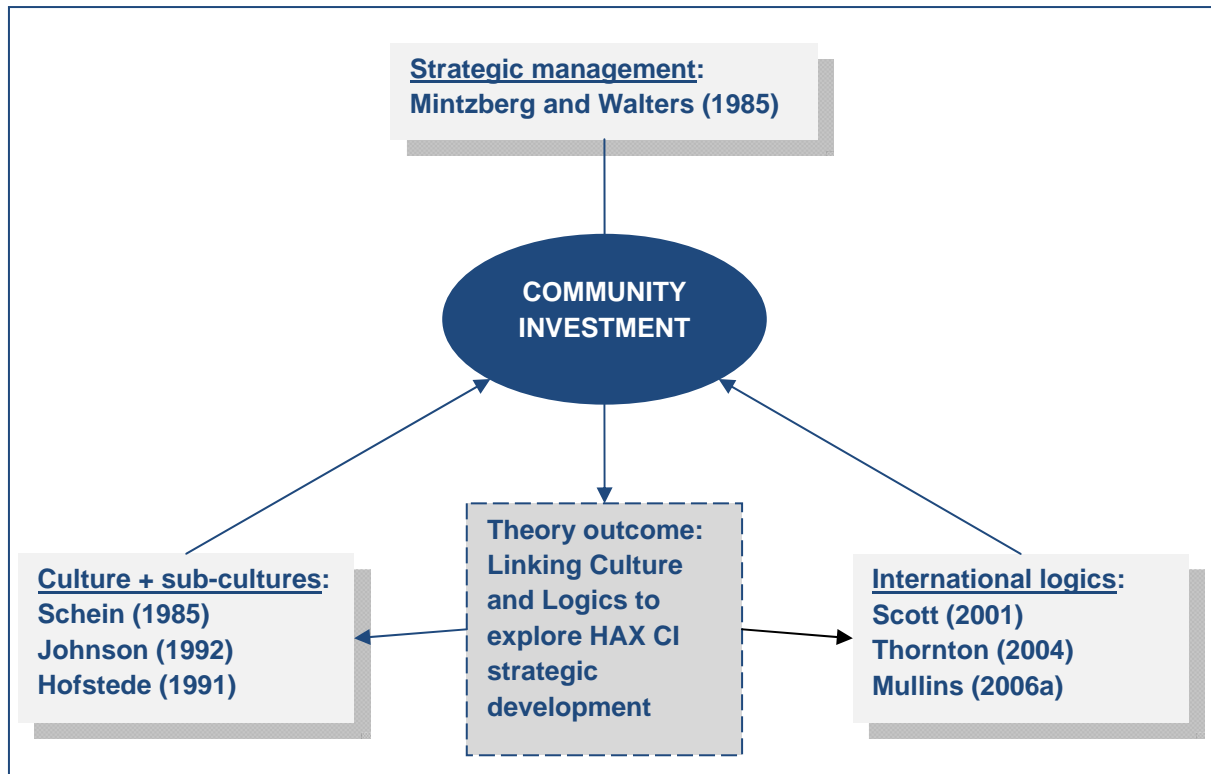 Strategic management:
Mintzberg and Walters (1985)
COMMUNITY
INVESTMENT
Theory outcome:
Linking Culture
and Logics to
explore HAX CI
strategic
development
Culture + sub-cultures:
Schein (1985)
Johnson (1992)
Hofstede (1991)
International logics:
Scott (2001)
Thornton (2004)
Mullins (2006a)